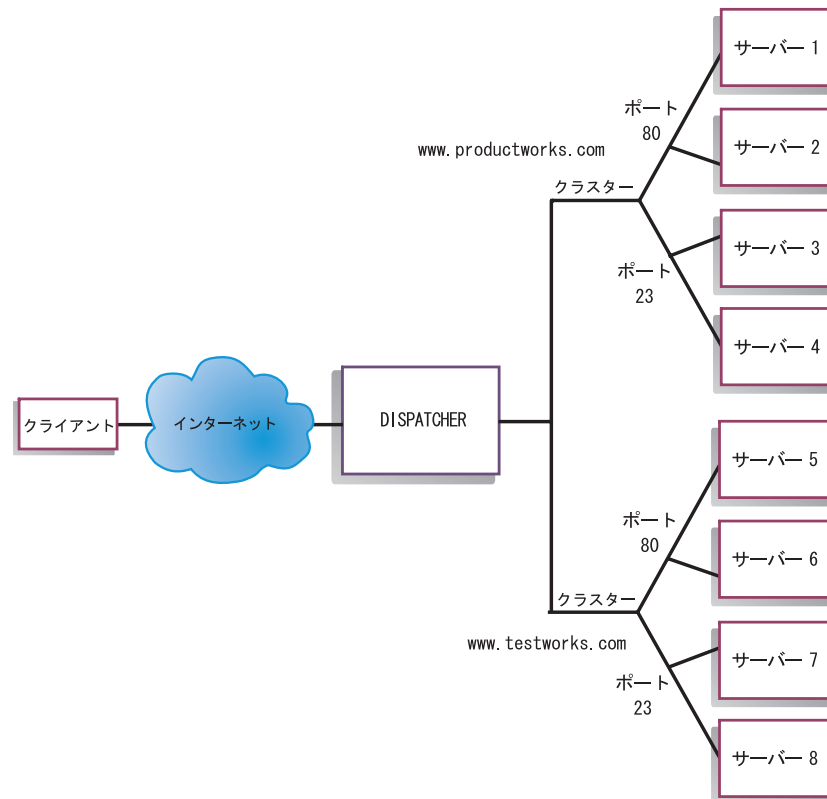 サーバー 1
ポート
80
サーバー 2
www.productworks.com
クラスター
サーバー 3
ポート
23
サーバー 4
クライアント
インターネット
DISPATCHER
サーバー 5
ポート
80
サーバー 6
クラスター
www.testworks.com
サーバー 7
ポート
23
サーバー 8